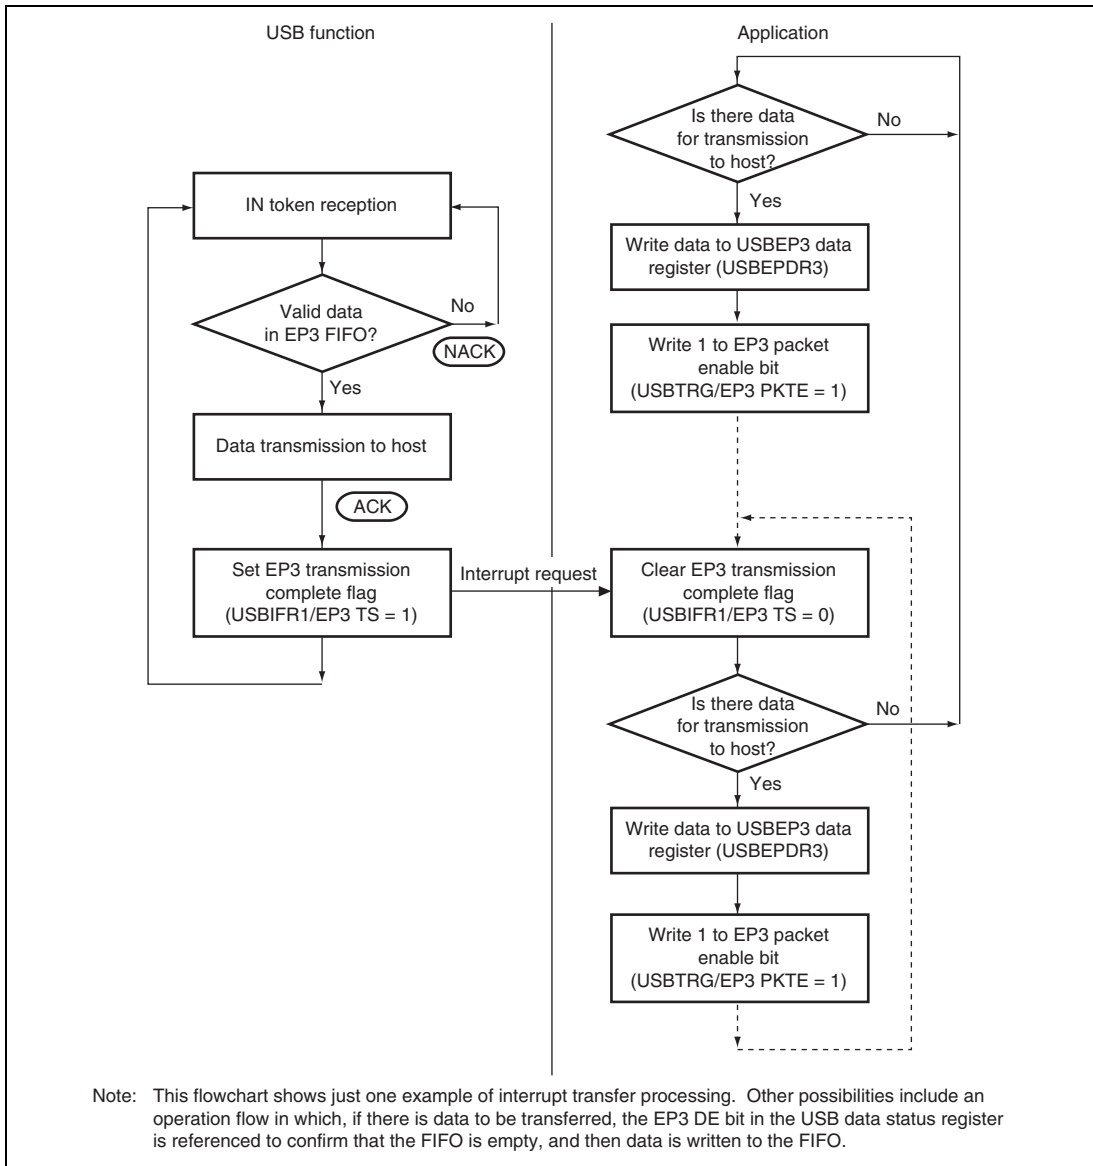 USB function
Application
Is there data
for transmission
to host?
No
Yes
IN token reception
Write data to USBEP3 data
register (USBEPDR3)
Valid data
in EP3 FIFO?
No
NACK
Yes
Write 1 to EP3 packet
enable bit
(USBTRG/EP3 PKTE = 1)
Data transmission to host
ACK
Set EP3 transmission
complete flag
(USBIFR1/EP3 TS = 1)
Interrupt request
Clear EP3 transmission
complete flag
(USBIFR1/EP3 TS = 0)
Is there data
for transmission
to host?
No
Yes
Write data to USBEP3 data
register (USBEPDR3)
Write 1 to EP3 packet
enable bit
(USBTRG/EP3 PKTE = 1)
Note: This flowchart shows just one example of interrupt transfer processing. Other possibilities include an
operation flow in which, if there is data to be transferred, the EP3 DE bit in the USB data status register
is referenced to confirm that the FIFO is empty, and then data is written to the FIFO.